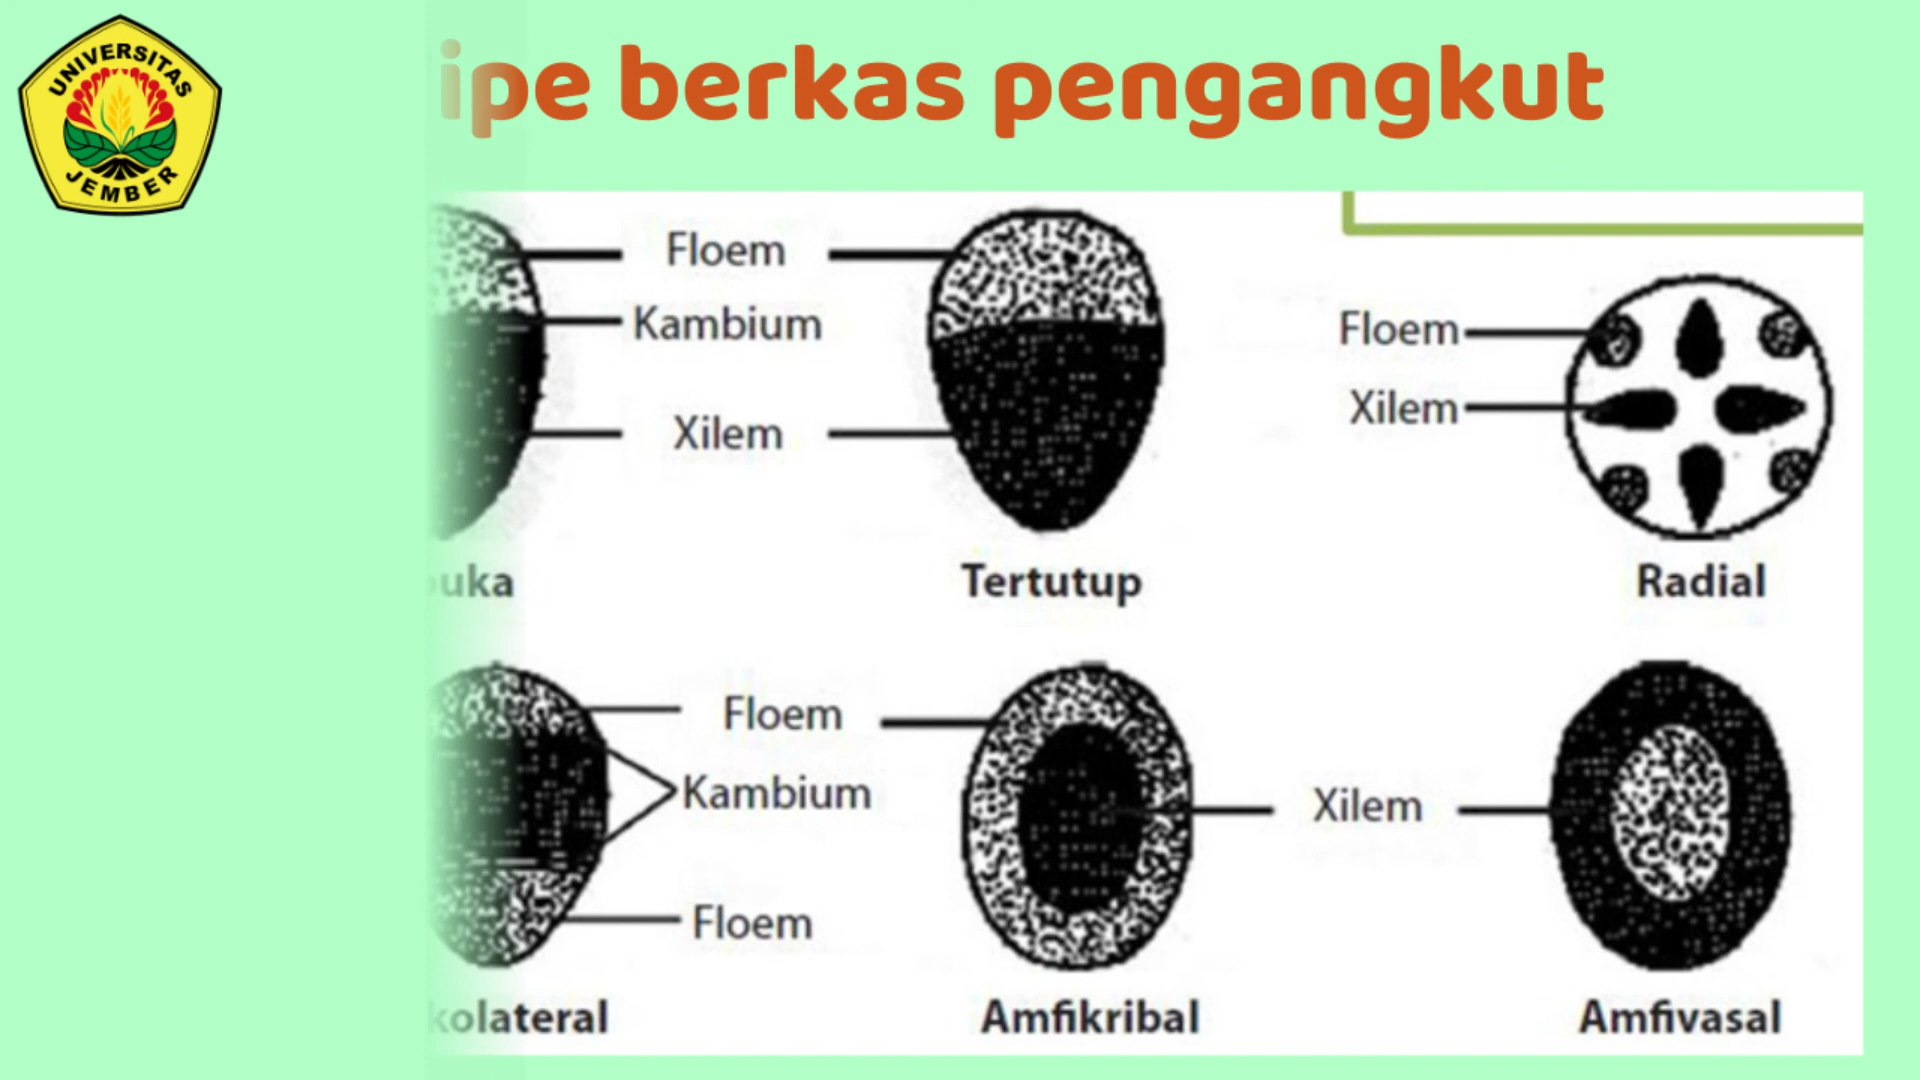 UNIVERSITAS
JEMBER
ipe berkas pengangkut
Floem
Kambium
Xilem
Floem
Xilem
uka
Tertutup
Radial
Floem
Kambium
Floem
Xilem
kolateral
Amfikribal
Amfivasal